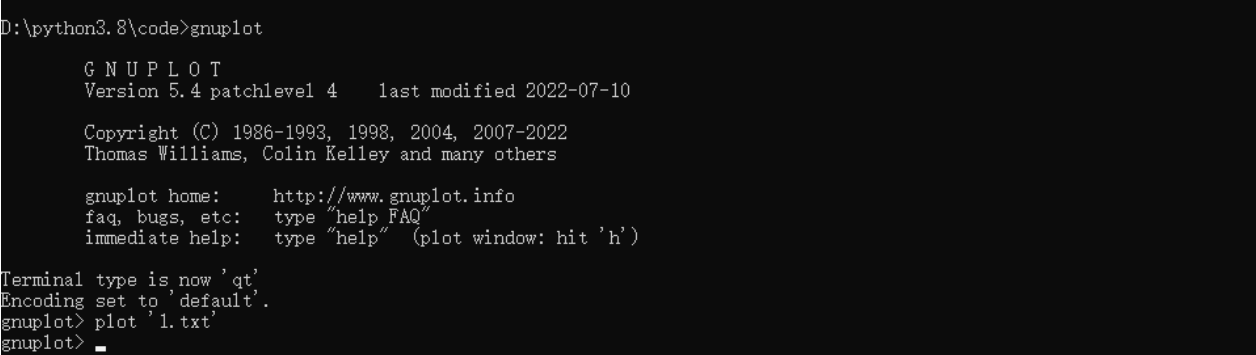 D:\python3.8\code>gnuplot
G N U P L O T
Version 5.4 patchlevel 4    last modified 2022-07-10
Copyright (C) 1986-1993, 1998, 2004, 2007-2022
Thomas Williams, Colin Kelley and many others
gnuplot home:     http://www.gnuplot.info
faq, bugs, etc:   type "help FAQ"
immediate help:   type "help"  (plot window: hit 'h')
Terminal type is now 'qt'
Encoding set to 'default'.
gnuplot> plot '1.txt'
gnuplot>